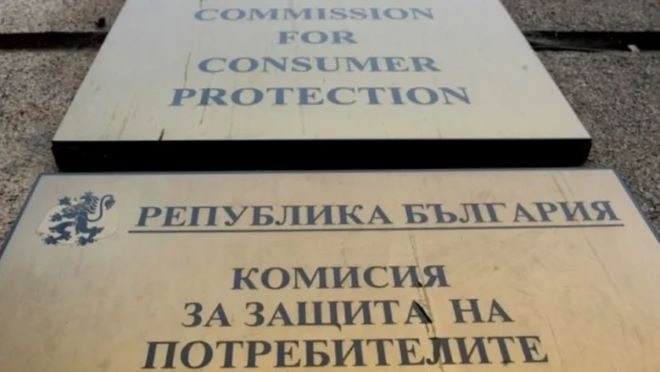 COMMISSION
FOR
CONSUMER
PROTECTION
РЕПУБЛИКА БЪЛГАРИЯ
КОМИСИЯ
ЗА ЗАЩИТА НА
ПОТРЕБИТЕЛИТЕ